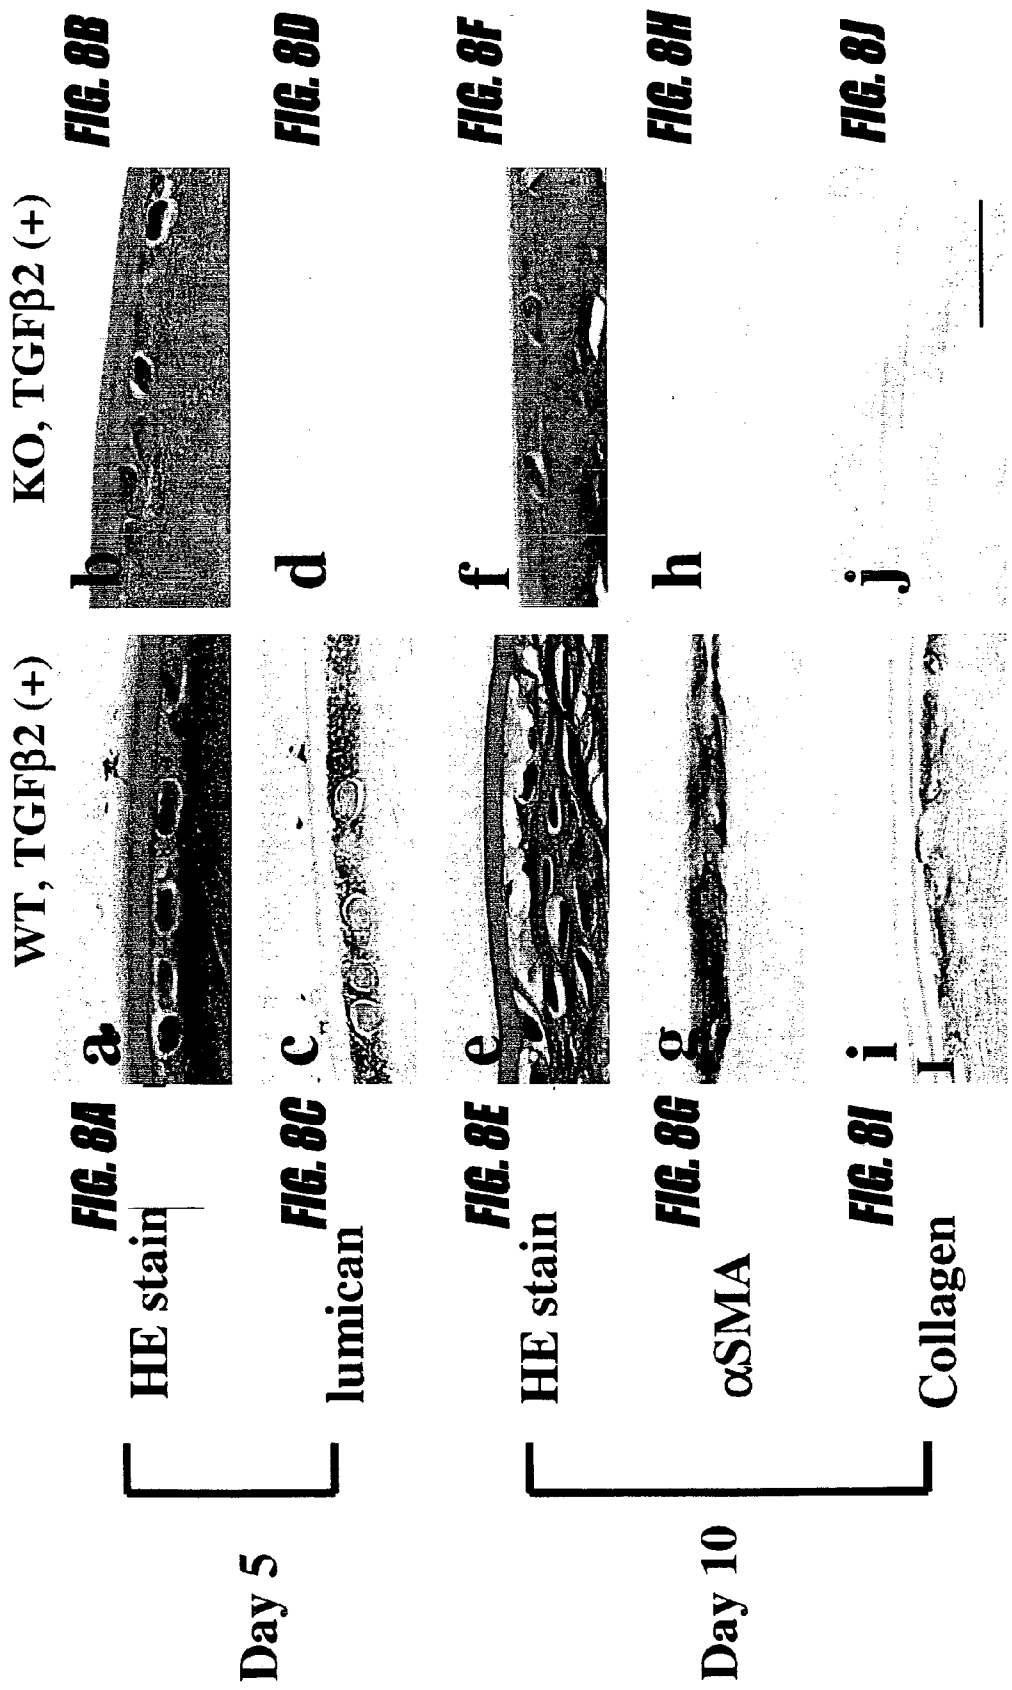 WT, TGFβ2 (+)
KO, TGFβ2 (+)
Day 5
HE stain
FIG. 8A
a
b
FIG. 8B
lumican
FIG. 8C
c
d
FIG. 8D
Day 10
HE stain
FIG. 8E
e
f
FIG. 8F
αSMA
FIG. 8G
g
h
FIG. 8H
Collagen
FIG. 8I
i
I
j
FIG. 8J